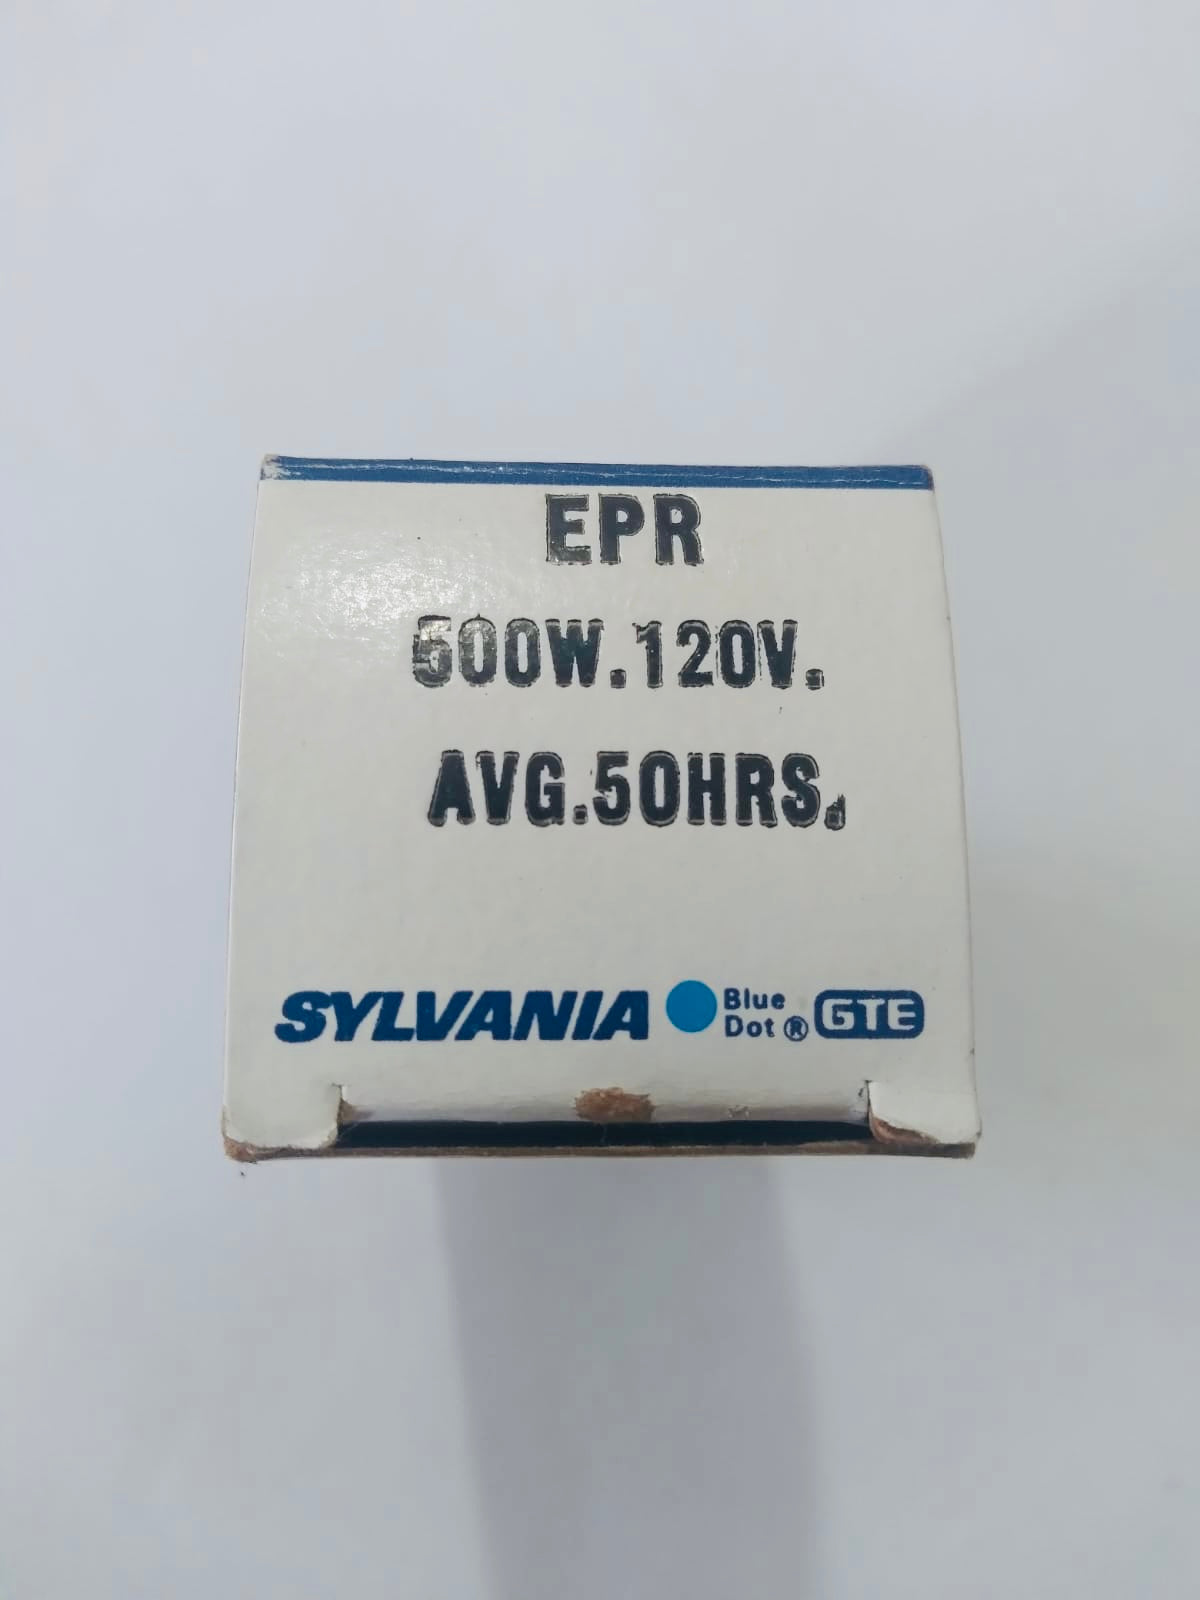 EPR
500W.120V.
AVG.50HRS.
SYLVANIA Blue Dot ® GTE